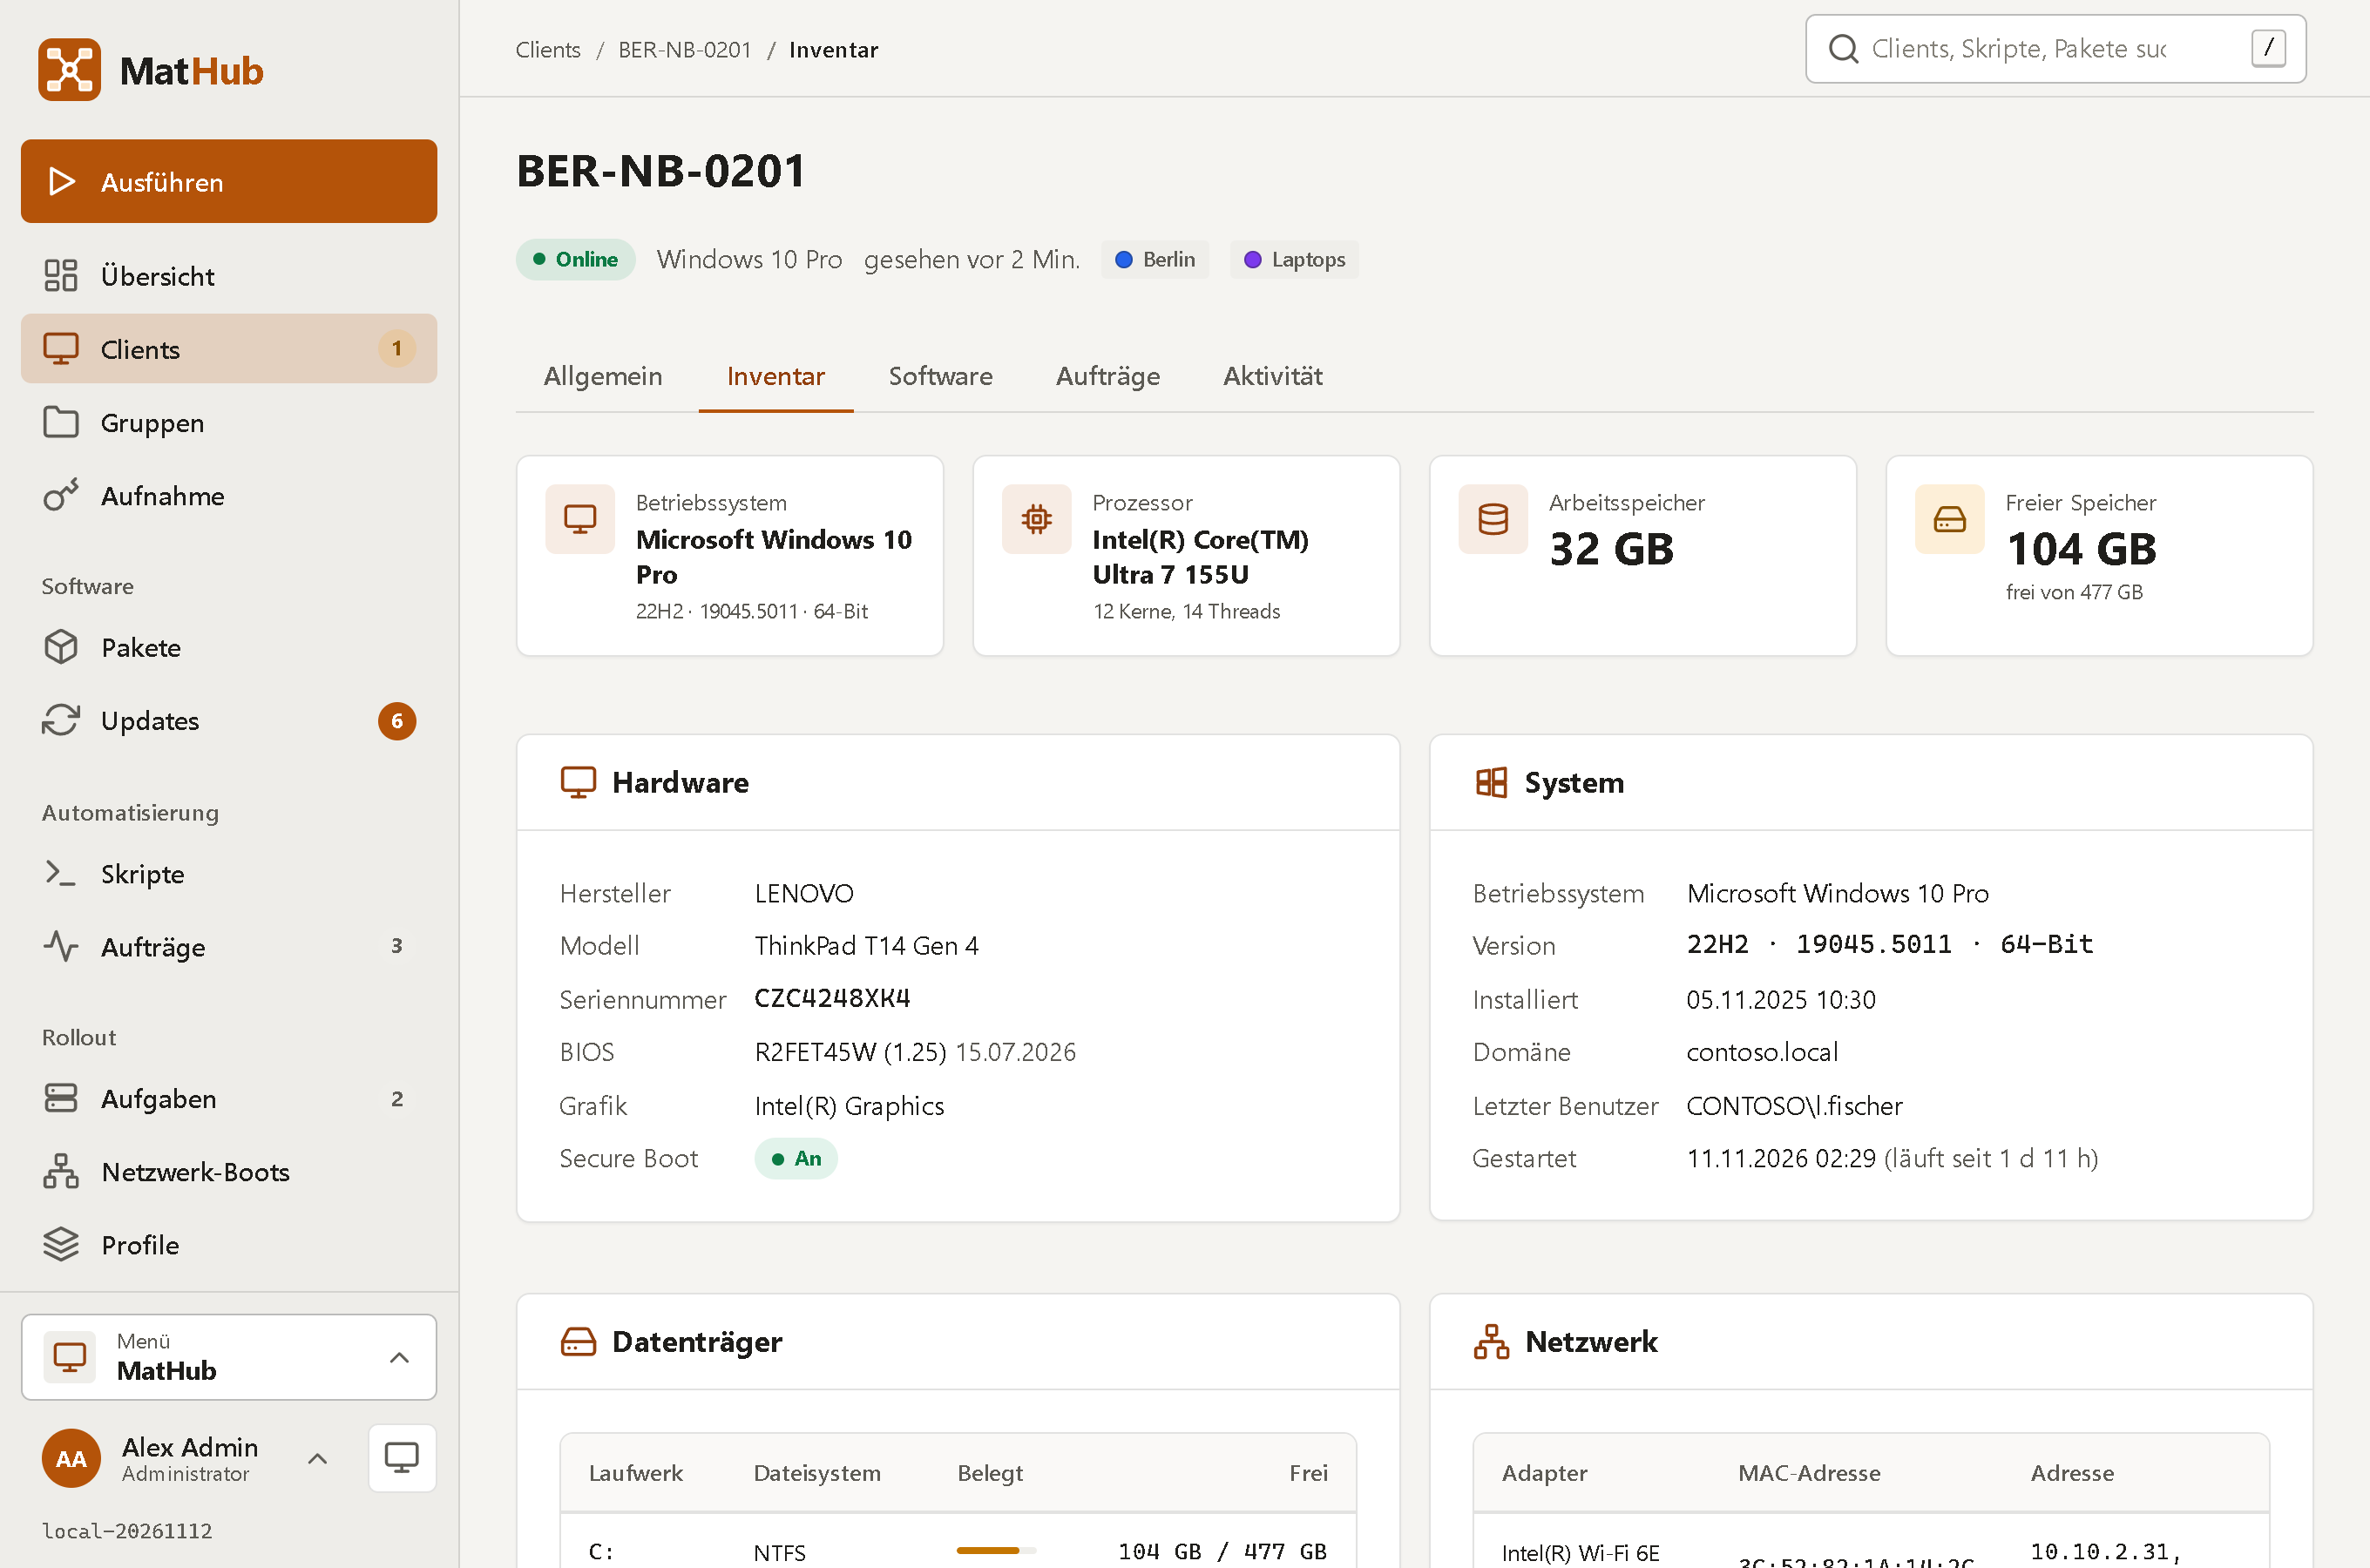 MatHub
Ausführen
Übersicht
Clients 1
Gruppen
Aufnahme
Software
Pakete
Updates 6
Automatisierung
Skripte
Aufträge 3
Rollout
Aufgaben 2
Netzwerk-Boots
Profile
Menü
MatHub
AA
Alex Admin
Administrator
local-20261112
Clients / BER-NB-0201 / Inventar
Clients, Skripte, Pakete suc
/
BER-NB-0201
Online Windows 10 Pro gesehen vor 2 Min. Berlin Laptops
Allgemein Inventar Software Aufträge Aktivität
Betriebssystem
Microsoft Windows 10
Pro
22H2 · 19045.5011 · 64-Bit
Prozessor
Intel(R) Core(TM)
Ultra 7 155U
12 Kerne, 14 Threads
Arbeitsspeicher
32 GB
Freier Speicher
104 GB
frei von 477 GB
Hardware
Hersteller LENOVO
Modell ThinkPad T14 Gen 4
Seriennummer CZC4248XK4
BIOS R2FET45W (1.25) 15.07.2026
Grafik Intel(R) Graphics
Secure Boot An
System
Betriebssystem Microsoft Windows 10 Pro
Version 22H2 · 19045.5011 · 64-Bit
Installiert 05.11.2025 10:30
Domäne contoso.local
Letzter Benutzer CONTOSO\l.fischer
Gestartet 11.11.2026 02:29 (läuft seit 1 d 11 h)
Datenträger
Laufwerk Dateisystem Belegt Frei
C: NTFS 104 GB / 477 GB
Netzwerk
Adapter MAC-Adresse Adresse
Intel(R) Wi-Fi 6E 3C:52:82:1A:14:2C 10.10.2.31,